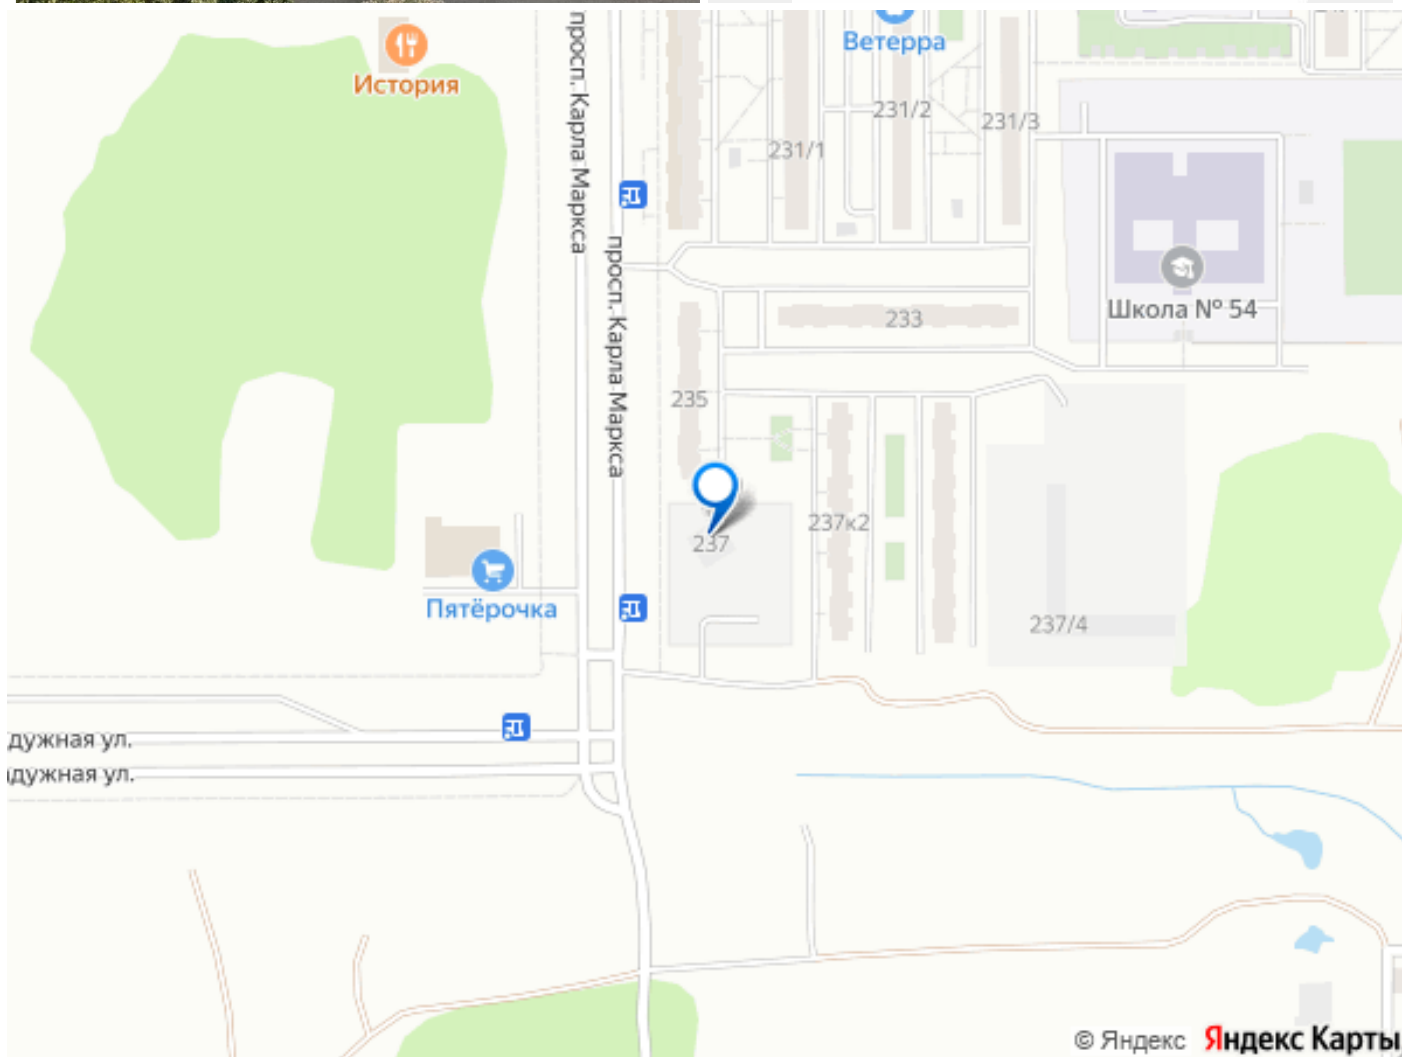 Ветерра
История
просп. Карла Маркса
231/2
231/3
231/1
просп. Карла Маркса
Школа № 54
233
235
237к2
237
Пятёрочка
237/4
дужная ул.
дужная ул.
© Яндекс Яндекс Карты